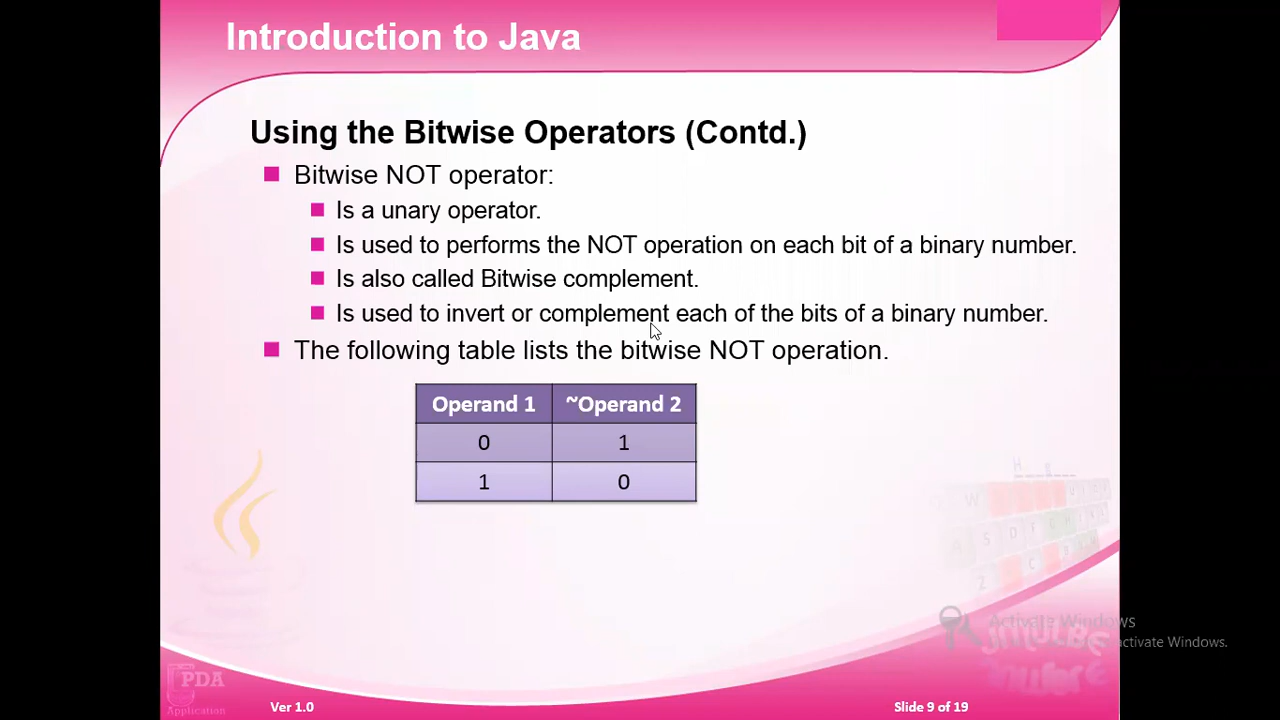 Introduction to Java
Using the Bitwise Operators (Contd.)
Bitwise NOT operator:
Is a unary operator.
Is used to performs the NOT operation on each bit of a binary number.
Is also called Bitwise complement.
Is used to invert or complement each of the bits of a binary number.
The following table lists the bitwise NOT operation.
Operand 1 ~Operand 2
0 1
1 0
Activate Windows
activate Windows.
PDA
Application
Ver 1.0
Slide 9 of 19